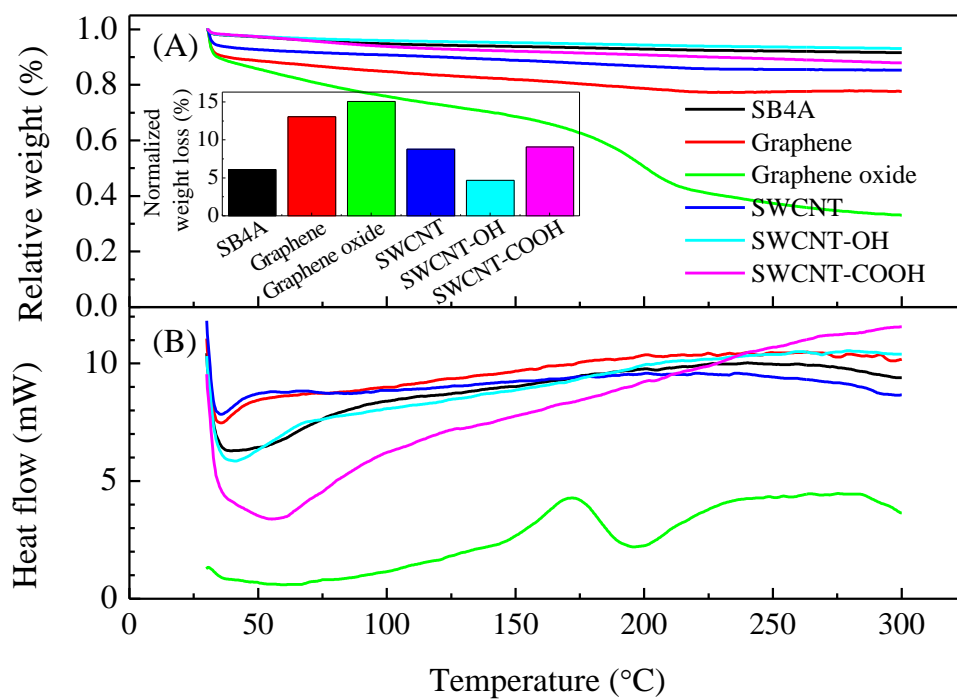 1.0
(A)
0.8
0.6
0.4
0.2
0.0
Relative weight (%)
15
10
5
0
Normalized
weight loss (%)
SB4A
Graphene
Graphene oxide
SWCNT
SWCNT-OH
SWCNT-COOH
SB4A
Graphene
Graphene oxide
SWCNT
SWCNT-OH
SWCNT-COOH
(B)
10
5
0
Heat flow (mW)
0 50 100 150 200 250 300
Temperature (°C)